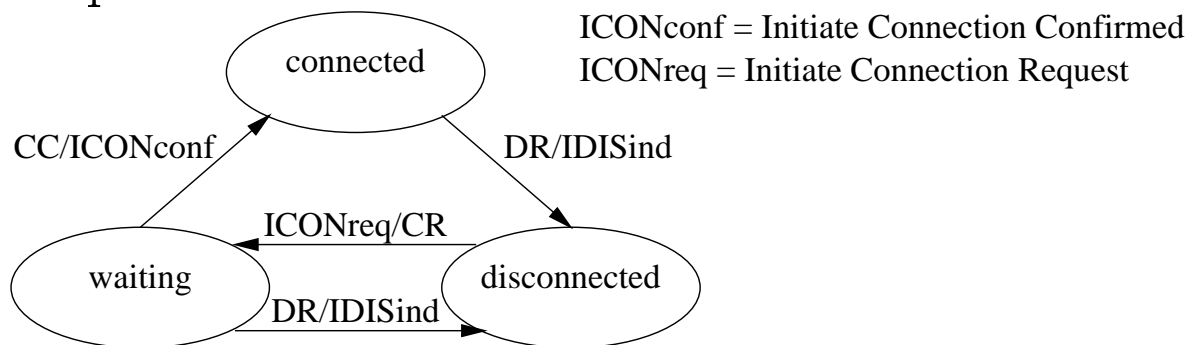 ICONconf = Initiate Connection Confirmed
connected
ICONreq = Initiate Connection Request
CC/ICONconf
DR/IDISind
ICONreq/CR
waiting
disconnected
DR/IDISind